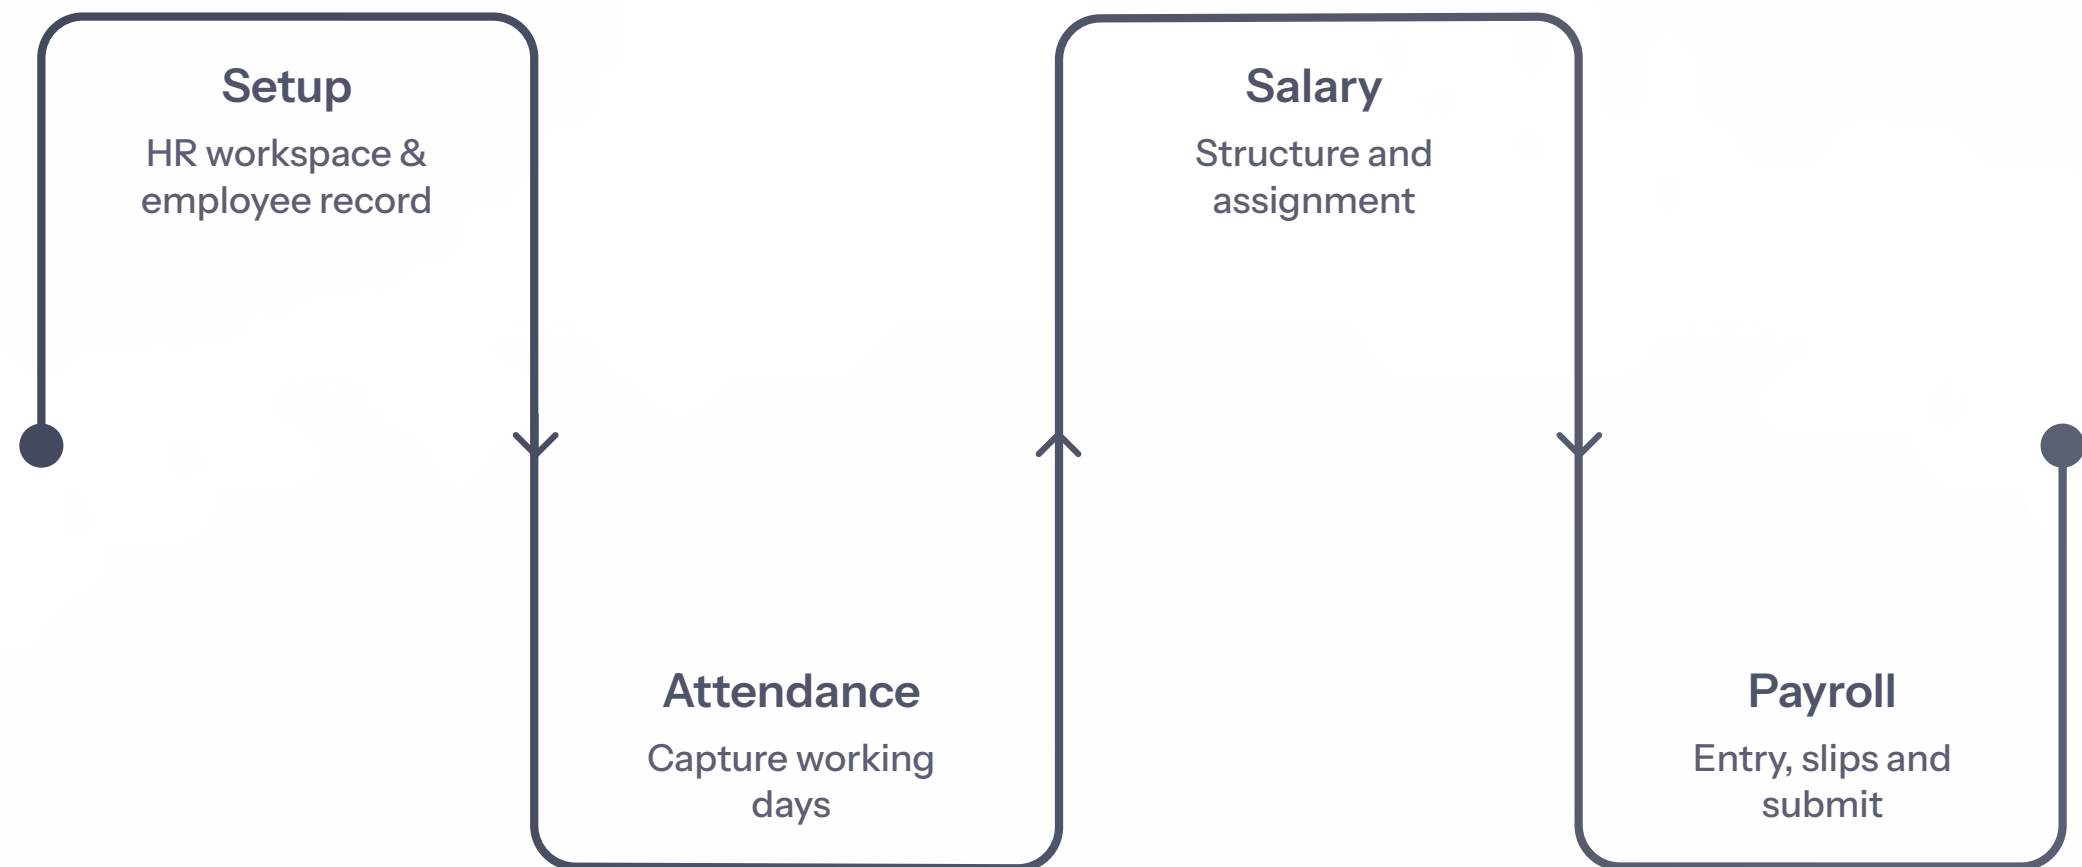 Setup
HR workspace &
employee record
Attendance
Capture working
days
Salary
Structure and
assignment
Payroll
Entry, slips and
submit